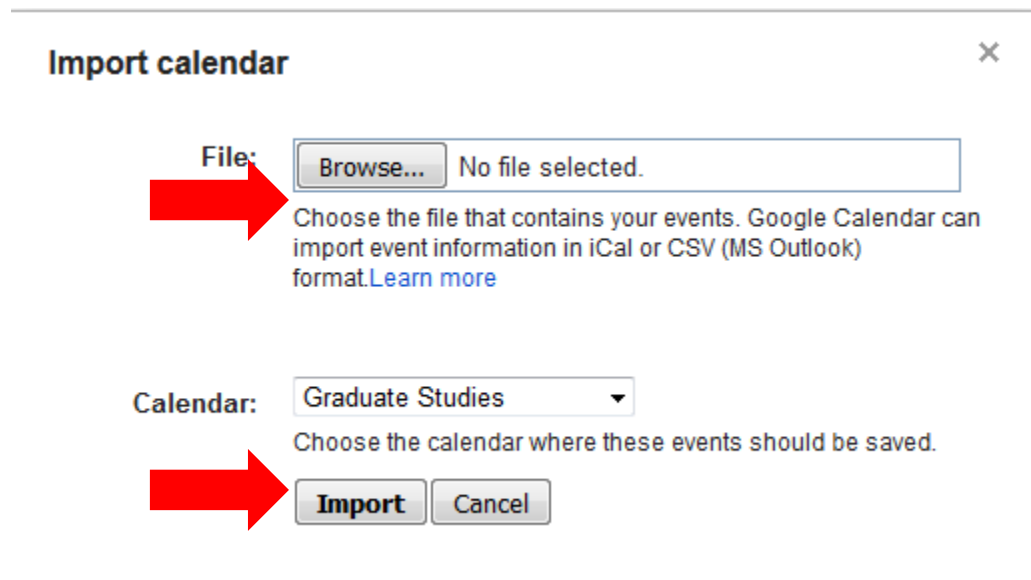 Import calendar
×
File:
Browse... No file selected.
Choose the file that contains your events. Google Calendar can
import event information in iCal or CSV (MS Outlook)
format.Learn more
Calendar: Graduate Studies
Choose the calendar where these events should be saved.
Import Cancel